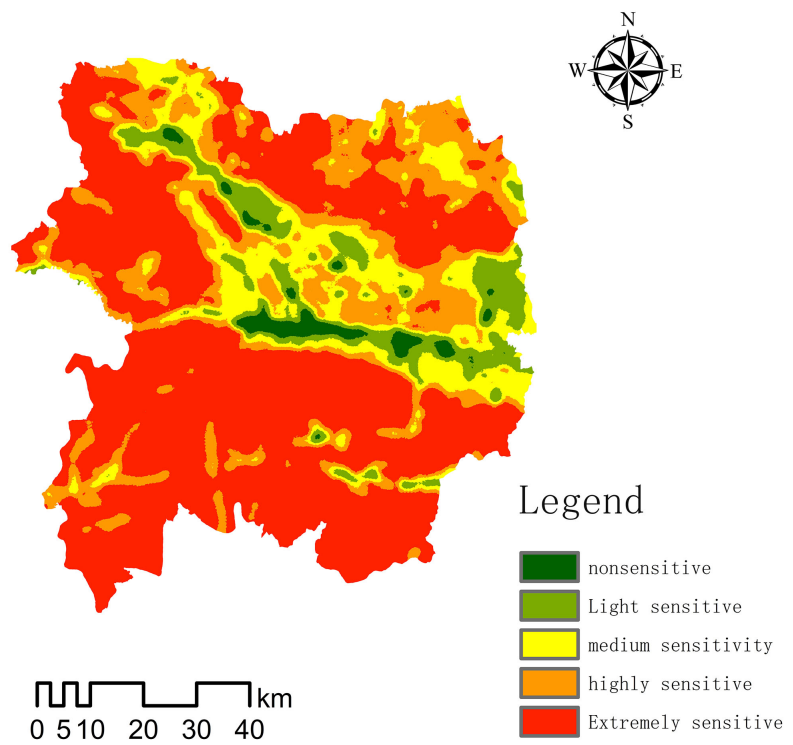 N
W E
S
Legend
nonsensitive
Light sensitive
medium sensitivity
highly sensitive
Extremely sensitive
km
0 5 10 20 30 40